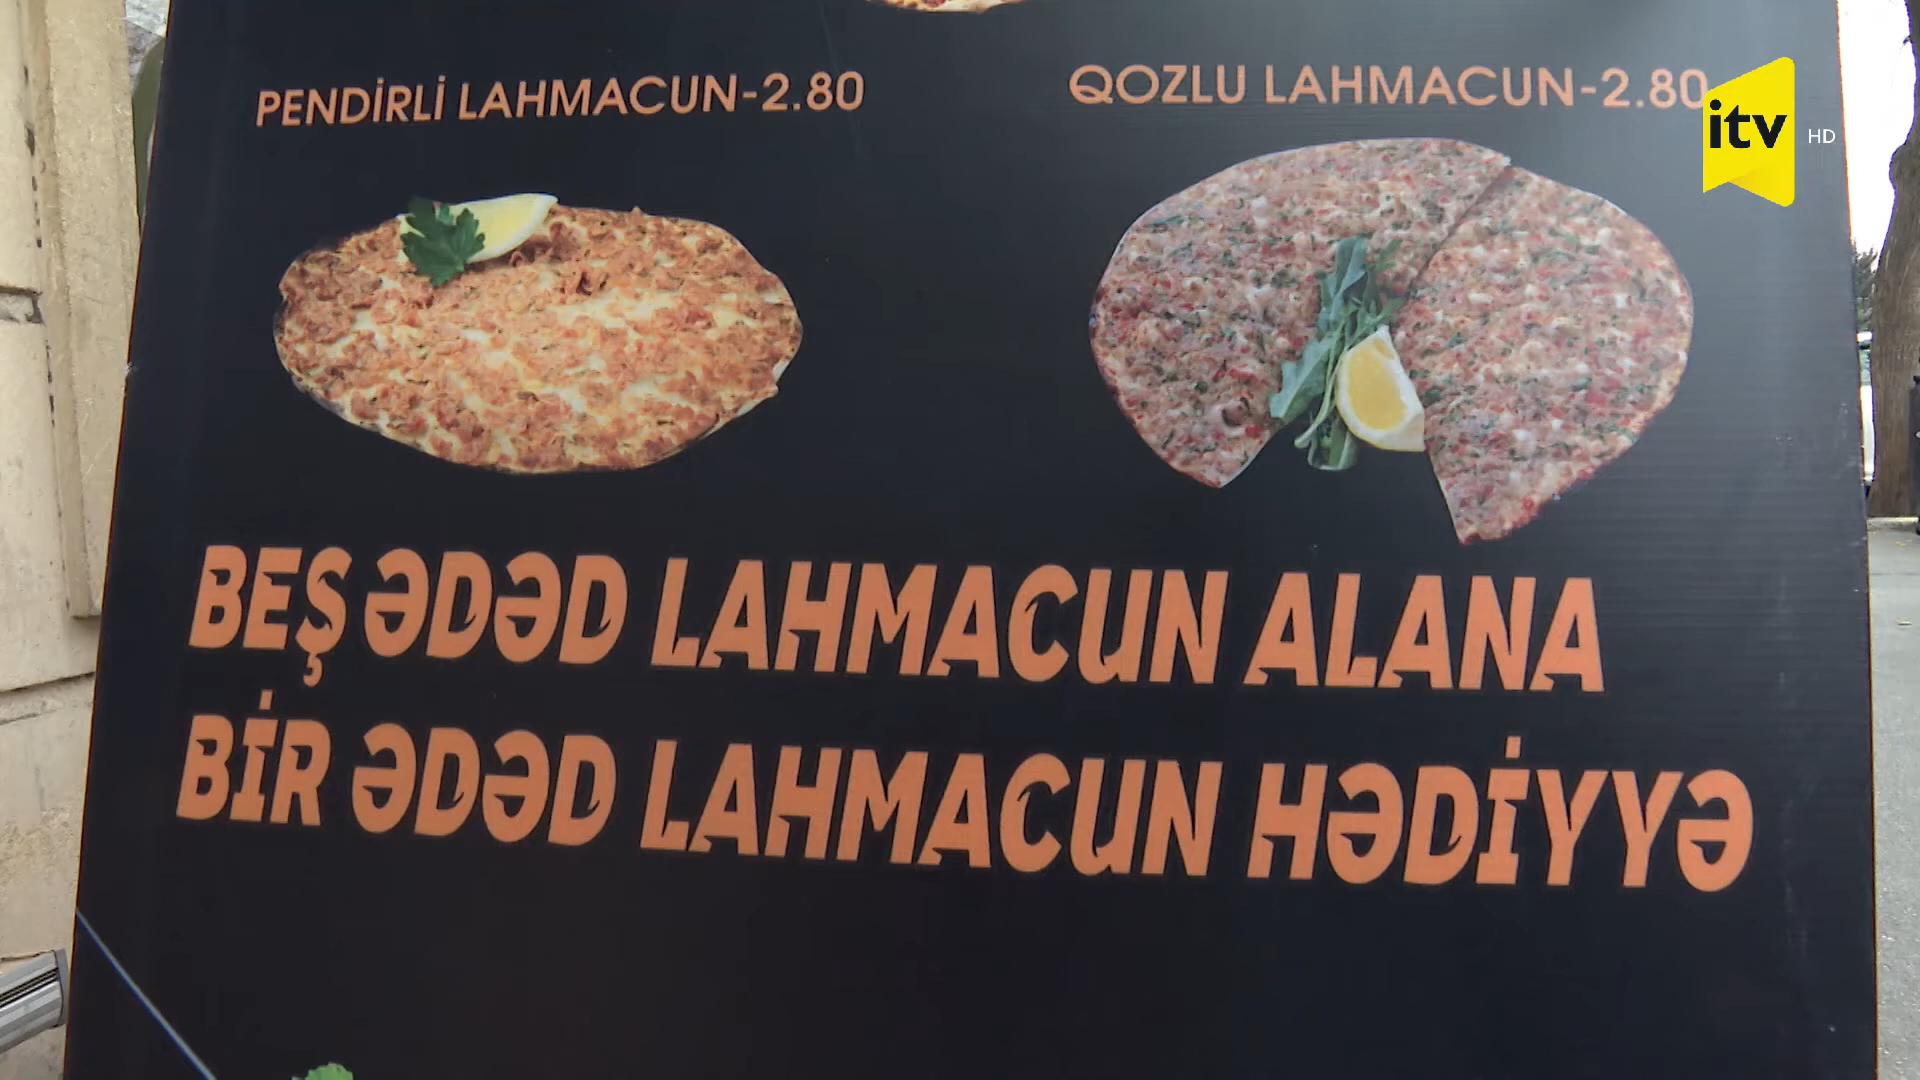 PENDİRLİ LAHMACUN-2.80
QOZLU LAHMACUN-2.80
itv HD
BEŞ ƏDƏD LAHMACUN ALANA
BİR ƏDƏD LAHMACUN HƏDİYYƏ